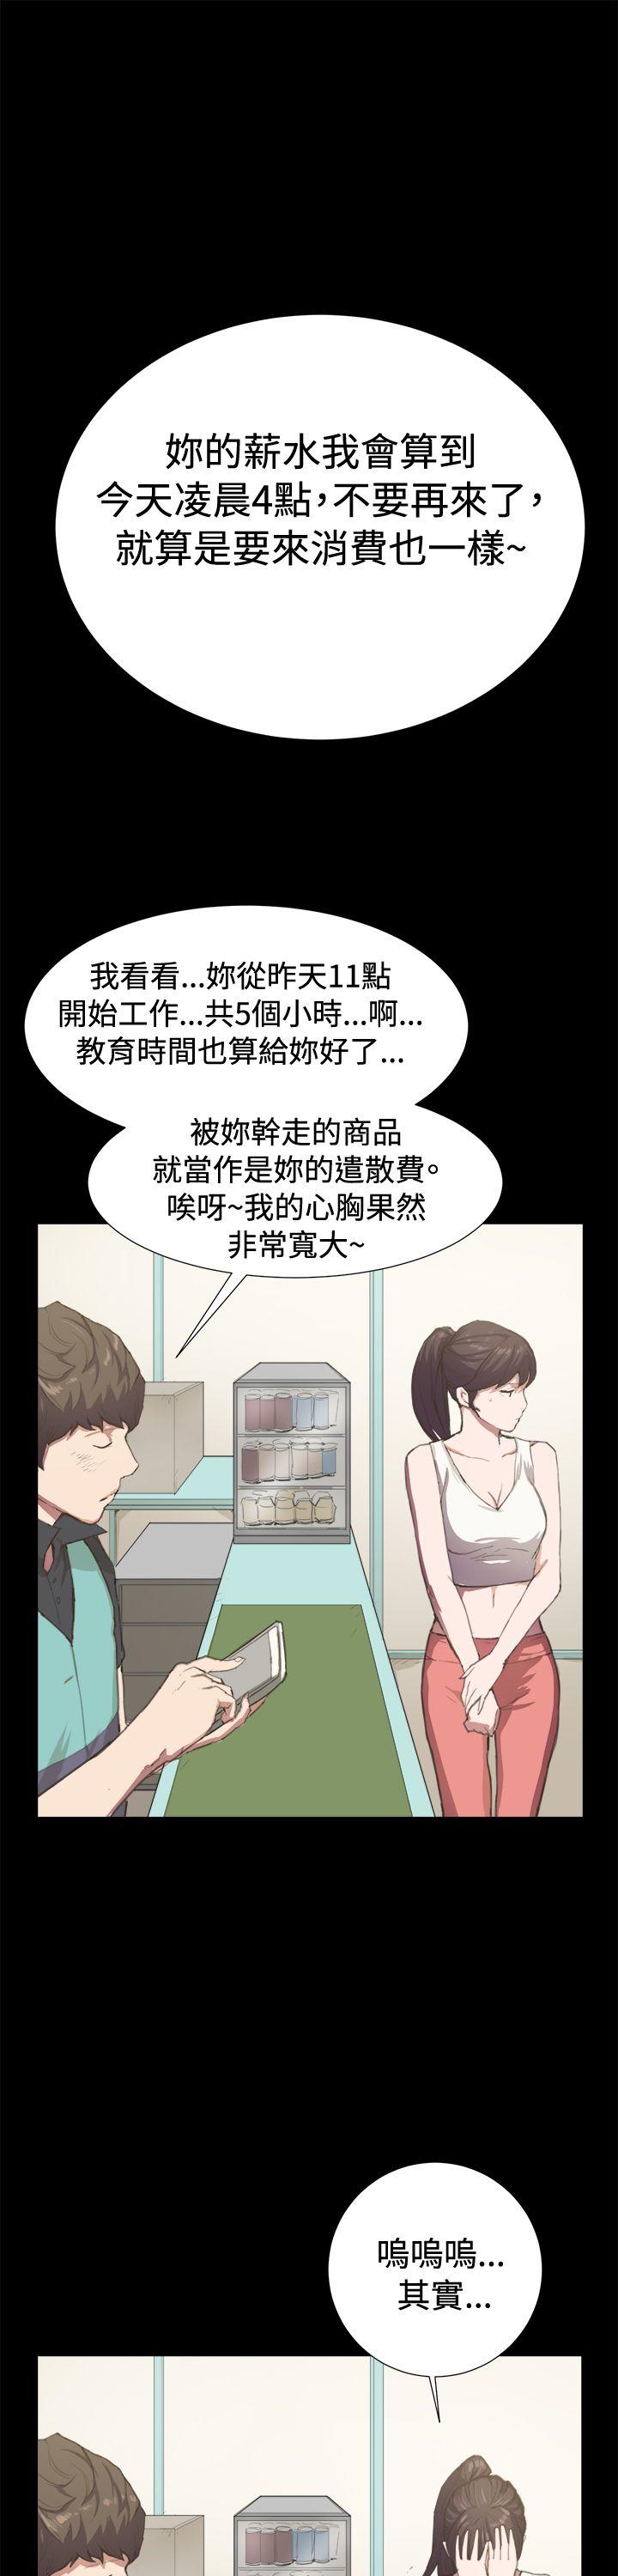 妳的薪水我會算到
今天凌晨4點，不要再來了，
就算是要來消費也一樣~
我看看...妳從昨天11點
開始工作...共5個小時...啊...
教育時間也算給妳好了...
被妳幹走的商品
就當作是妳的遣散費。
唉呀~我的心胸果然
非常寬大~
嗚嗚嗚...
其實...